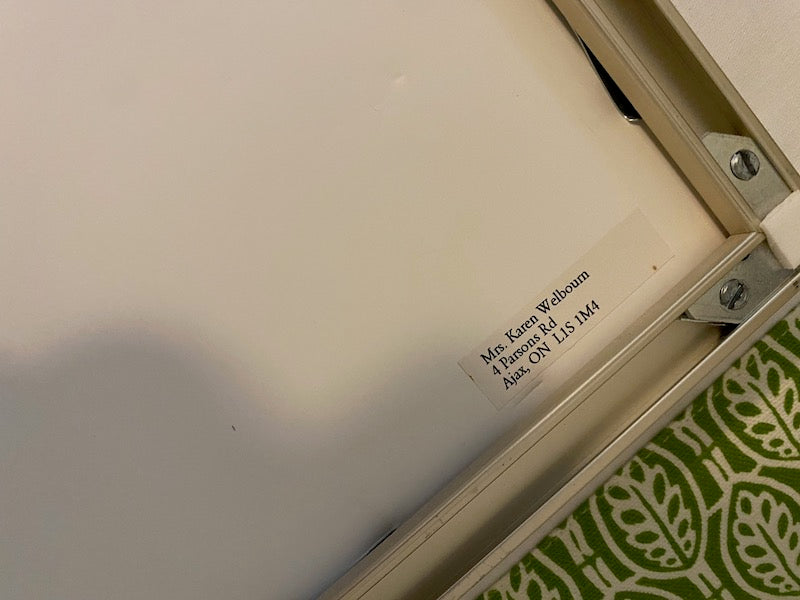 Mrs. Karen Welbourn
4 Parsons Rd
Ajax, ON L1S 1M4